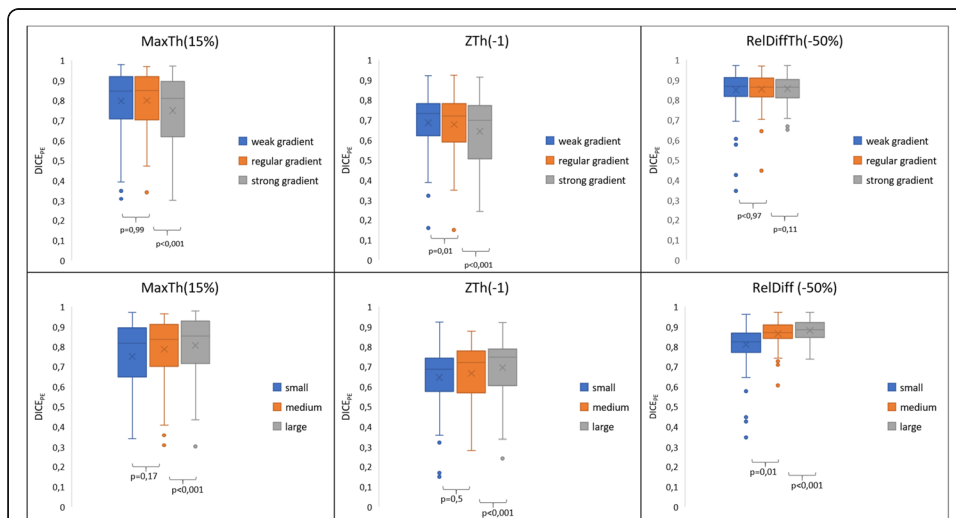 MaxTh(15%)
DICE_PE
1
0,9
0,8
0,7
0,6
0,5
0,4
0,3
0,2
0,1
0
weak gradient
regular gradient
strong gradient
p=0,99
p<0,001
ZTh(-1)
DICE_PE
1
0,9
0,8
0,7
0,6
0,5
0,4
0,3
0,2
0,1
0
weak gradient
regular gradient
strong gradient
p=0,01
p<0,001
RelDiffTh(-50%)
DICE_PE
1
0,9
0,8
0,7
0,6
0,5
0,4
0,3
0,2
0,1
0
weak gradient
regular gradient
strong gradient
p<0,97
p=0,11
MaxTh(15%)
DICE_PE
1
0,9
0,8
0,7
0,6
0,5
0,4
0,3
0,2
0,1
0
small
medium
large
p=0,17
p<0,001
ZTh(-1)
DICE_PE
1
0,9
0,8
0,7
0,6
0,5
0,4
0,3
0,2
0,1
0
small
medium
large
p=0,5
p<0,001
RelDiff (-50%)
DICE_PE
1
0,9
0,8
0,7
0,6
0,5
0,4
0,3
0,2
0,1
0
small
medium
large
p=0,01
p<0,001